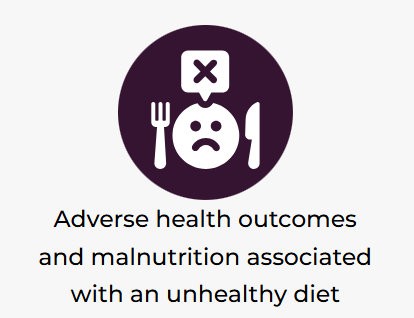 Adverse health outcomes
and malnutrition associated
with an unhealthy diet